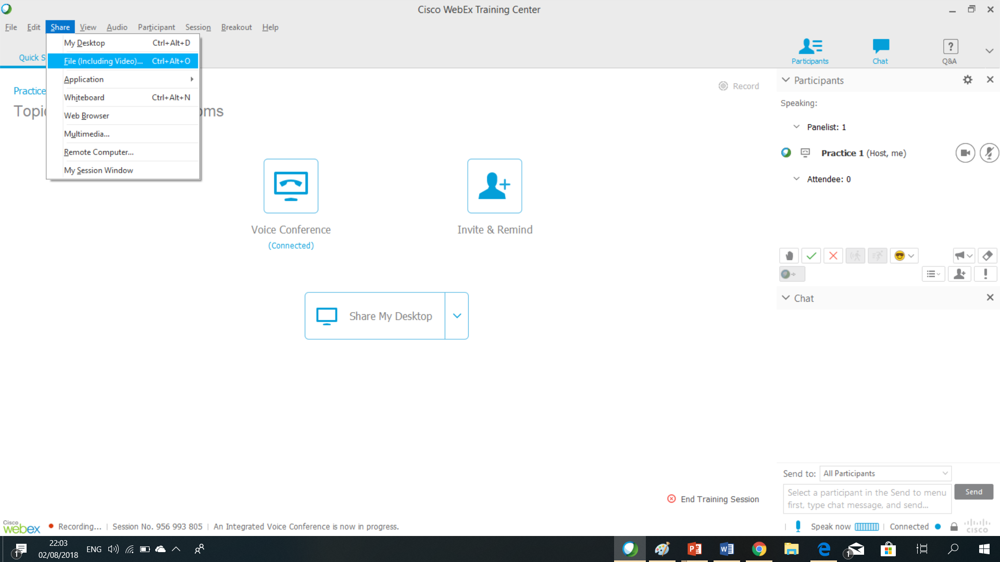 Cisco WebEx Training Center
File Edit Share View Audio Participant Session Breakout Help
My Desktop Ctrl+Alt+D
File (Including Video)... Ctrl+Alt+O
Application
Whiteboard Ctrl+Alt+N
Web Browser
Multimedia...
Remote Computer...
My Session Window
Quick S
Practice
Topic
oms
Record
Voice Conference
(Connected)
Invite & Remind
Share My Desktop
End Training Session
Participants
Chat
?
Q&A
Participants
Speaking:
Panelist: 1
Practice 1 (Host, me)
Attendee: 0
Chat
Send to: All Participants
Select a participant in the Send to menu
first, type chat message, and send...
Send
Cisco
webex
Recording... | Session No. 956 993 805 | An Integrated Voice Conference is now in progress.
Speak now | Connected
CISCO
1
22:03
02/08/2018
ENG
1